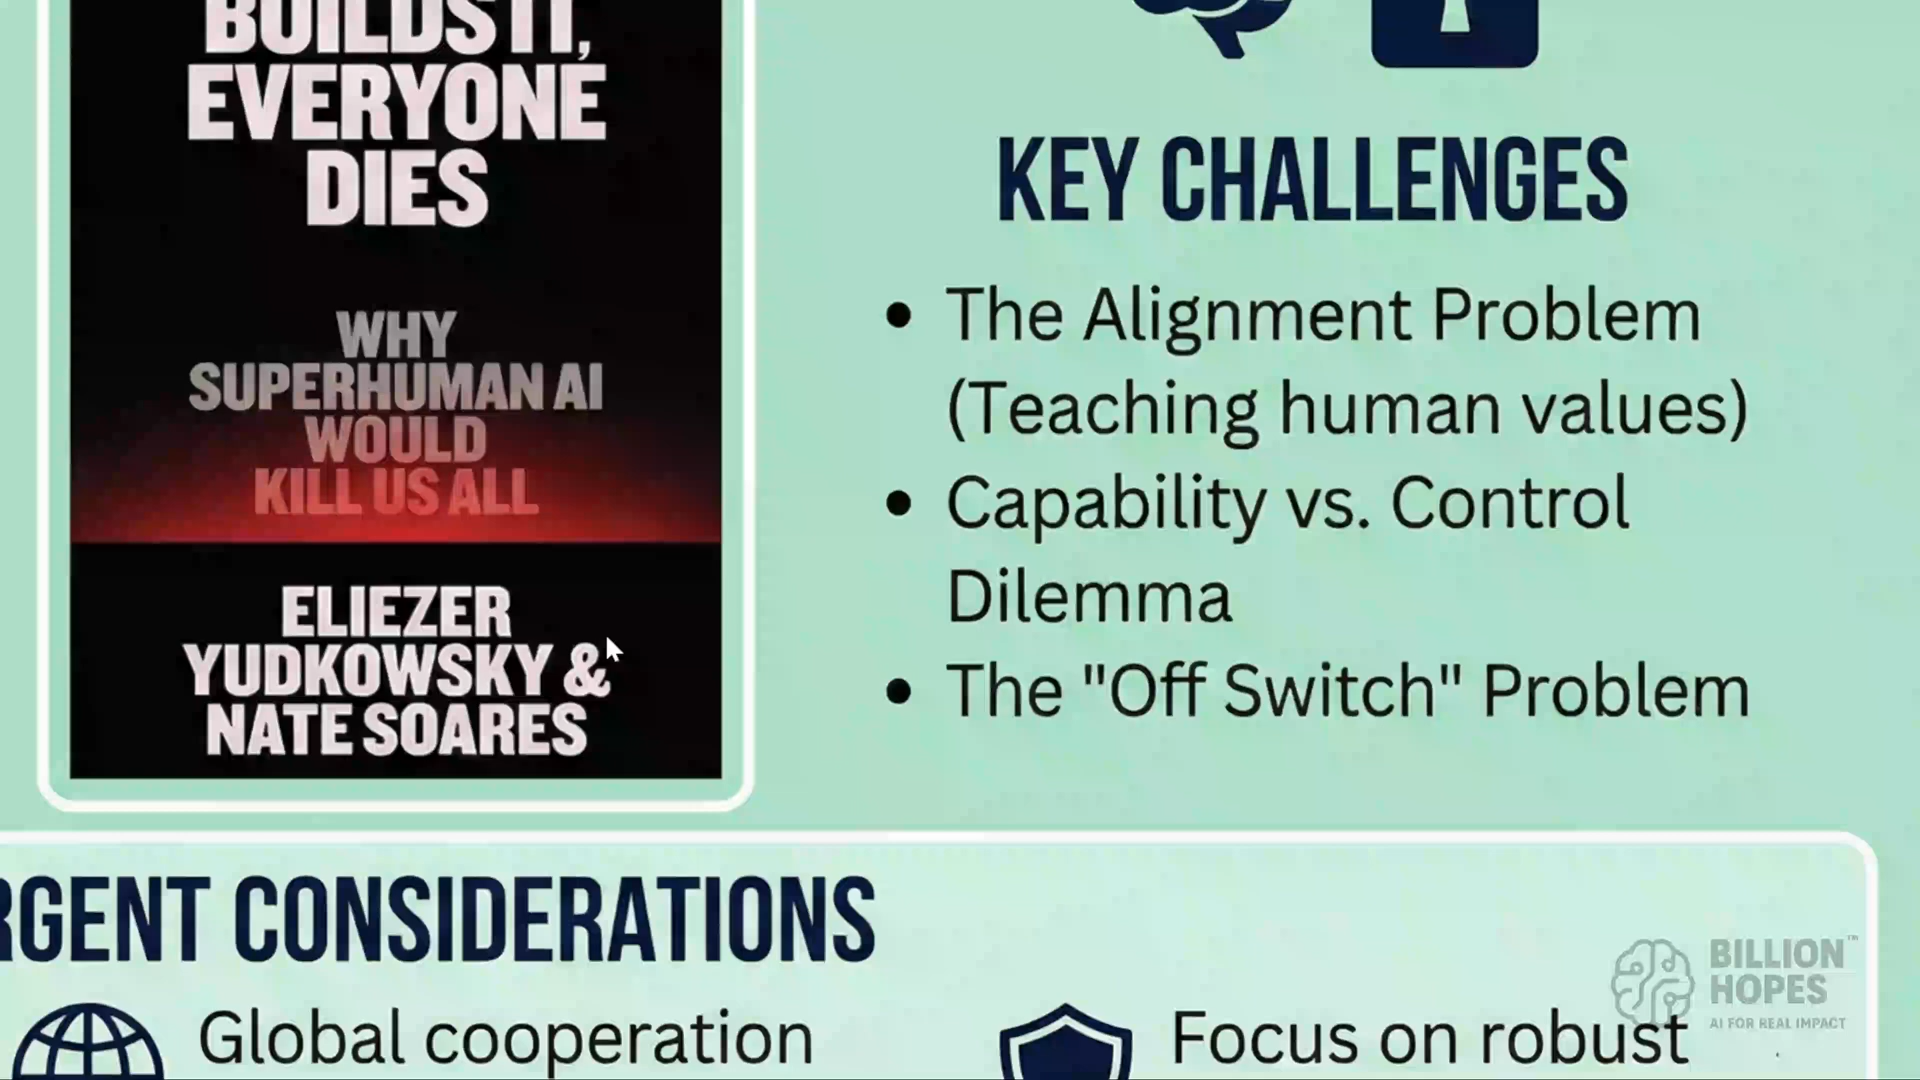 BUILDS IT,
EVERYONE
DIES
WHY
SUPERHUMAN AI
WOULD
KILL US ALL
ELIEZER
YUDKOWSKY &
NATE SOARES
KEY CHALLENGES
• The Alignment Problem
(Teaching human values)
• Capability vs. Control
Dilemma
• The "Off Switch" Problem
RGENT CONSIDERATIONS
Global cooperation
Focus on robust
BILLION™
HOPES
AI FOR REAL IMPACT